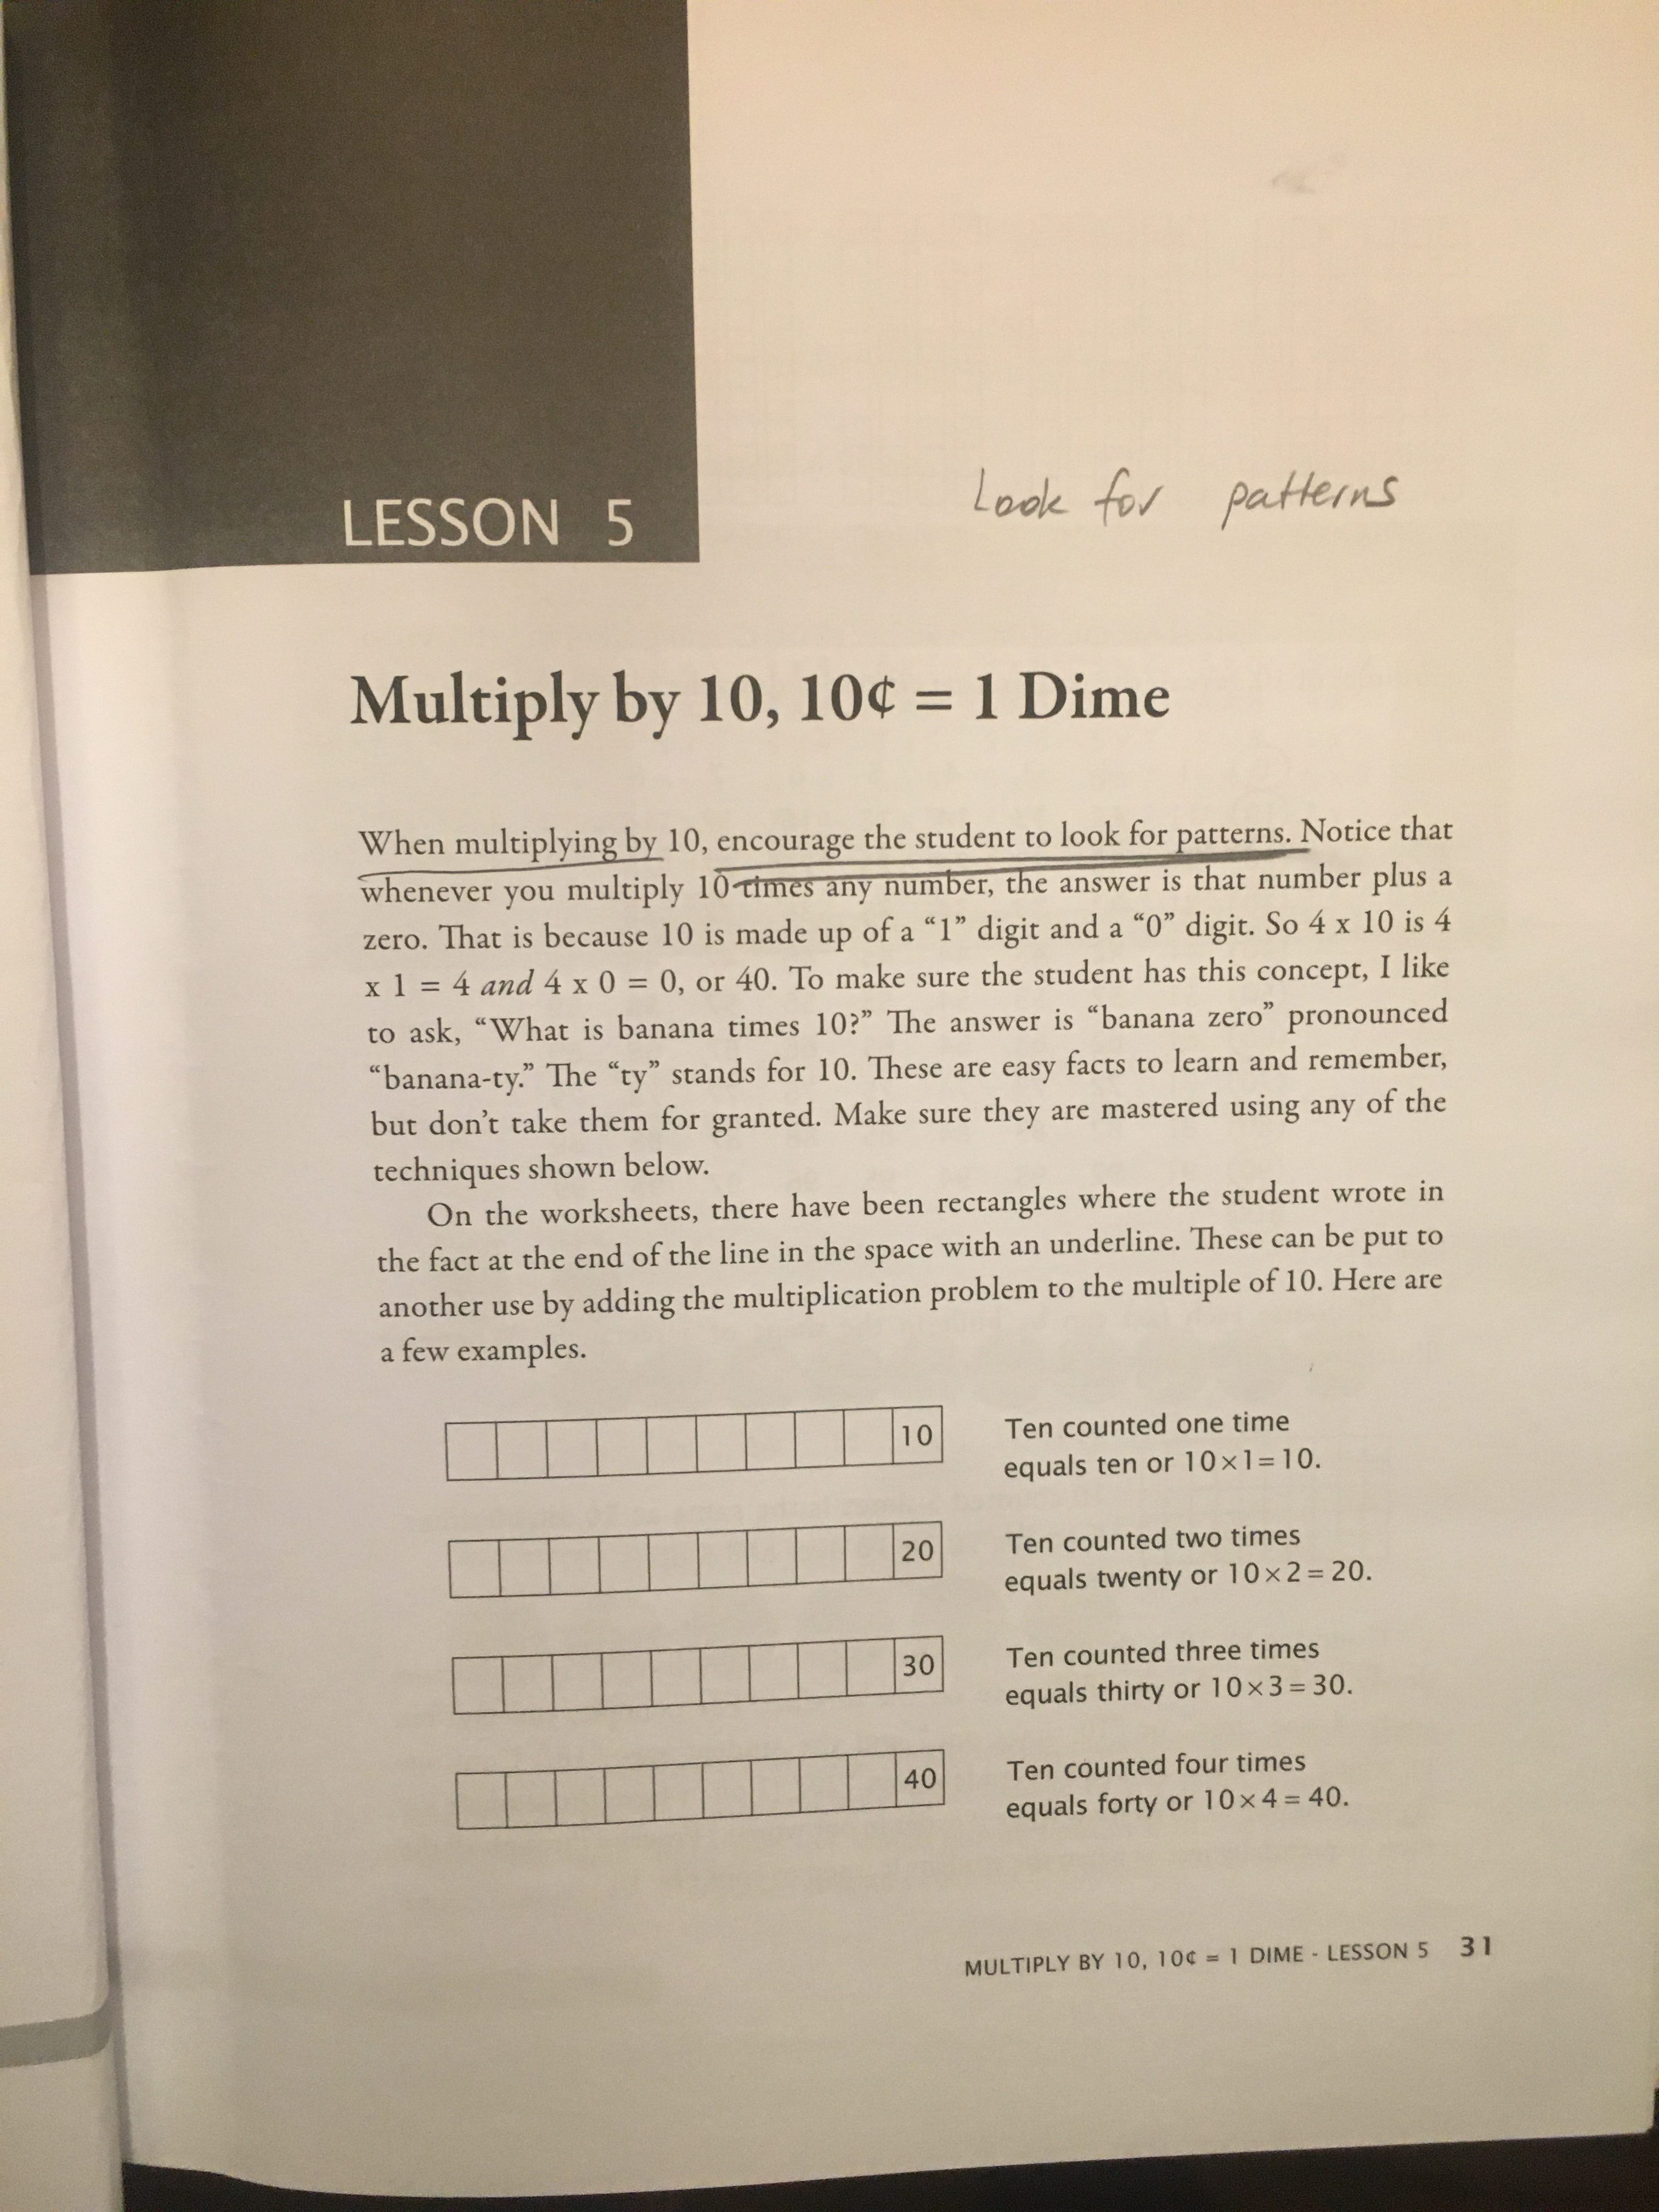 LESSON 5
Look for patterns
Multiply by 10, 10¢ = 1 Dime
When multiplying by 10, encourage the student to look for patterns. Notice that
whenever you multiply 10 times any number, the answer is that number plus a
zero. That is because 10 is made up of a “1” digit and a “0” digit. So 4 x 10 is 4
x 1 = 4 and 4 x 0 = 0, or 40. To make sure the student has this concept, I like
to ask, “What is banana times 10?” The answer is “banana zero” pronounced
“banana-ty.” The “ty” stands for 10. These are easy facts to learn and remember,
but don’t take them for granted. Make sure they are mastered using any of the
techniques shown below.
On the worksheets, there have been rectangles where the student wrote in
the fact at the end of the line in the space with an underline. These can be put to
another use by adding the multiplication problem to the multiple of 10. Here are
a few examples.
10
Ten counted one time
equals ten or 10×1=10.
20
Ten counted two times
equals twenty or 10×2=20.
30
Ten counted three times
equals thirty or 10×3=30.
40
Ten counted four times
equals forty or 10×4=40.
MULTIPLY BY 10, 10¢ = 1 DIME - LESSON 5 31